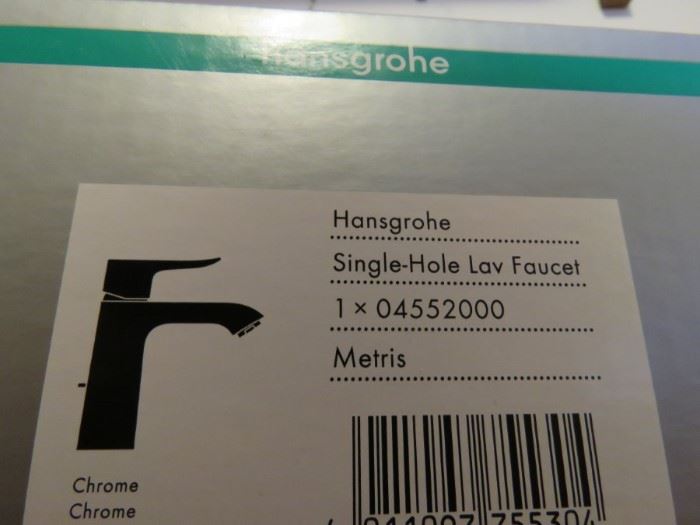 hansgrohe
Hansgrohe
Single-Hole Lav Faucet
1 × 04552000
Metris
Chrome
Chrome